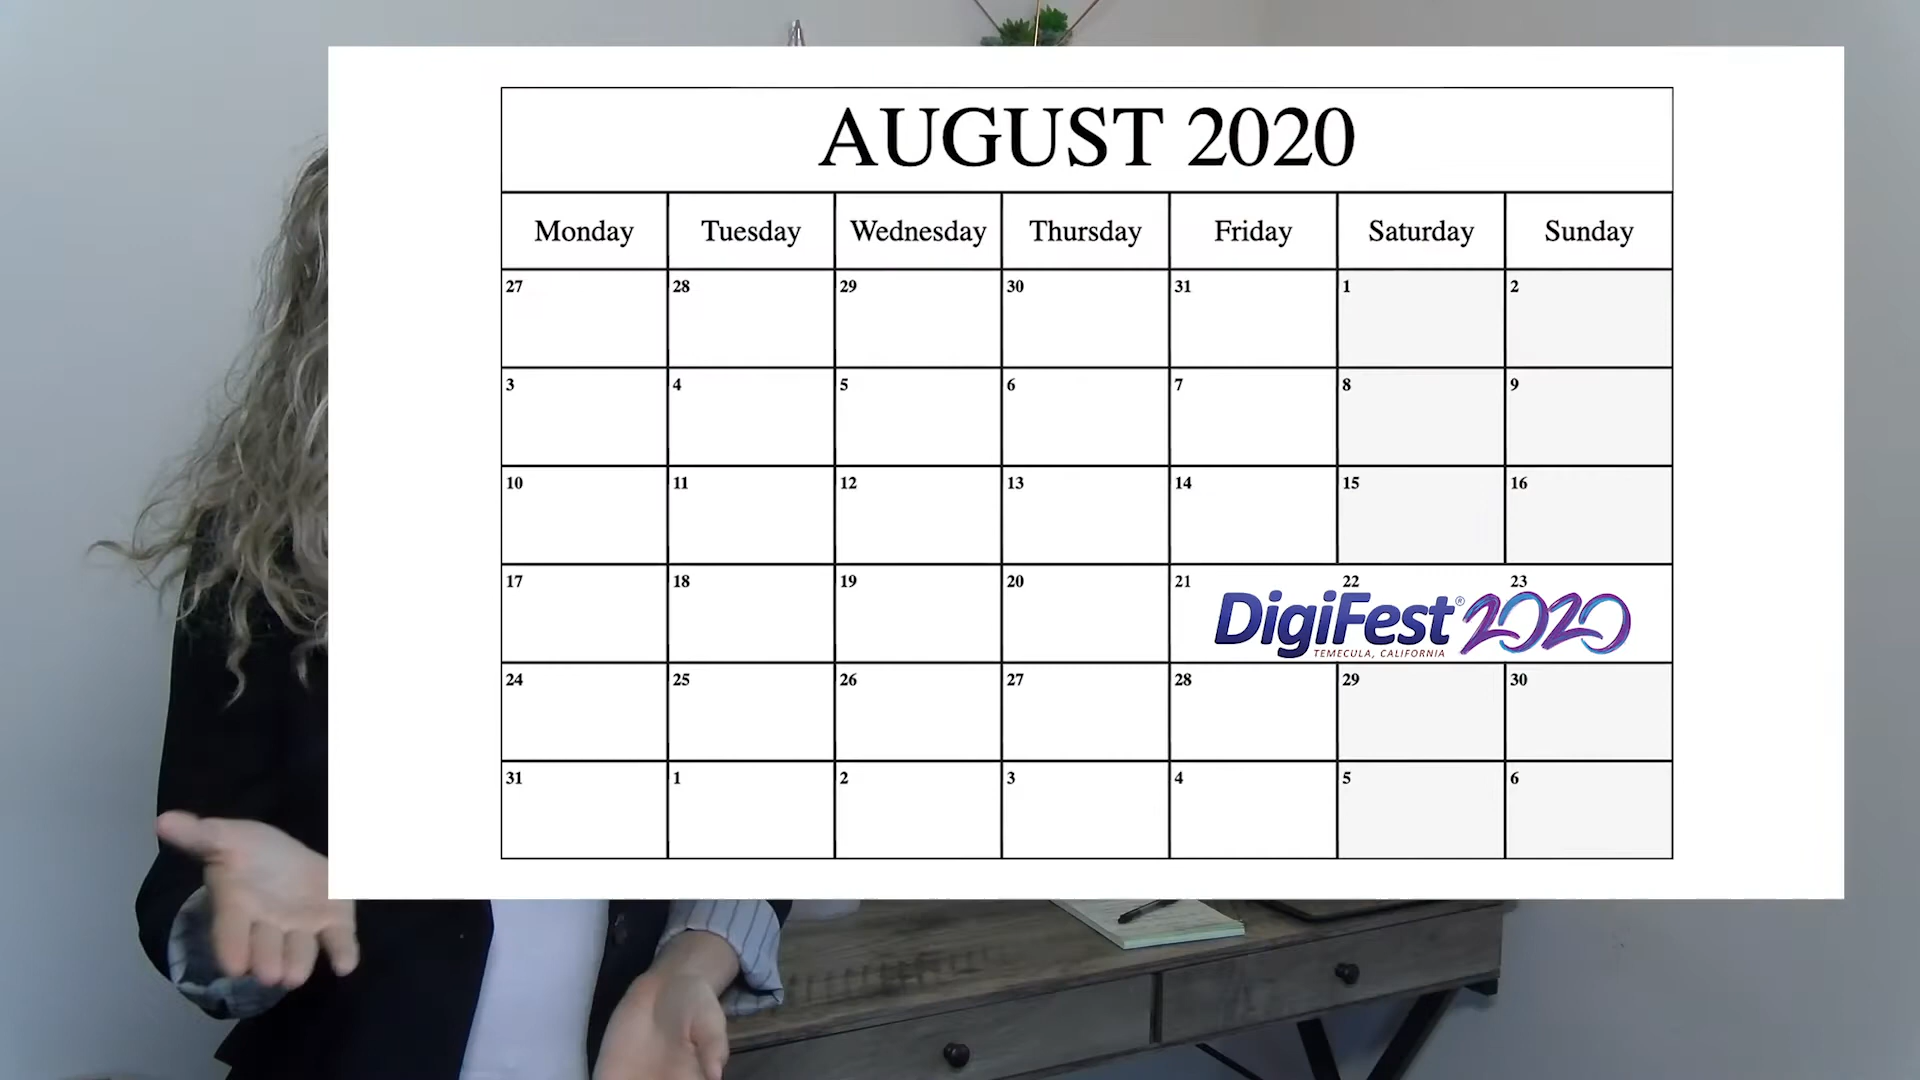 AUGUST 2020
Monday Tuesday Wednesday Thursday Friday Saturday Sunday
27 28 29 30 31 1 2
3 4 5 6 7 8 9
10 11 12 13 14 15 16
17 18 19 20 21 22 23
DigiFest® 2020
TEMECULA, CALIFORNIA
24 25 26 27 28 29 30
31 1 2 3 4 5 6